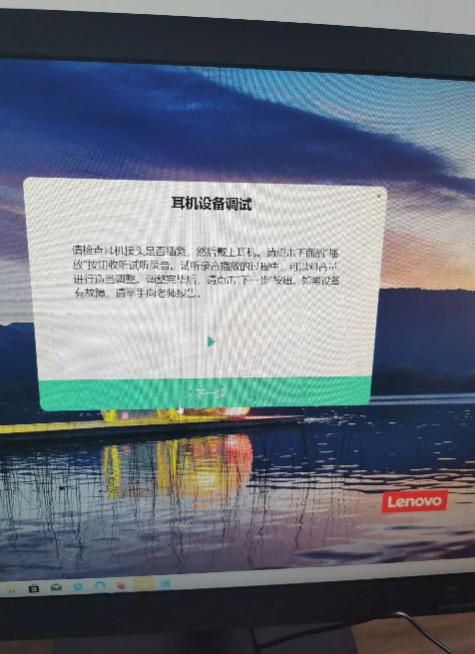 耳机设备调试
请检查耳机接头是否插紧，然后戴上耳机。请点击下面的“播
放”按钮收听试听录音。试听录音播放的过程中，可以对音量
进行适当调整。调整完毕后，请点击“下一步”按钮。如果设备
有故障，请举手向老师报告。
下一步
Lenovo